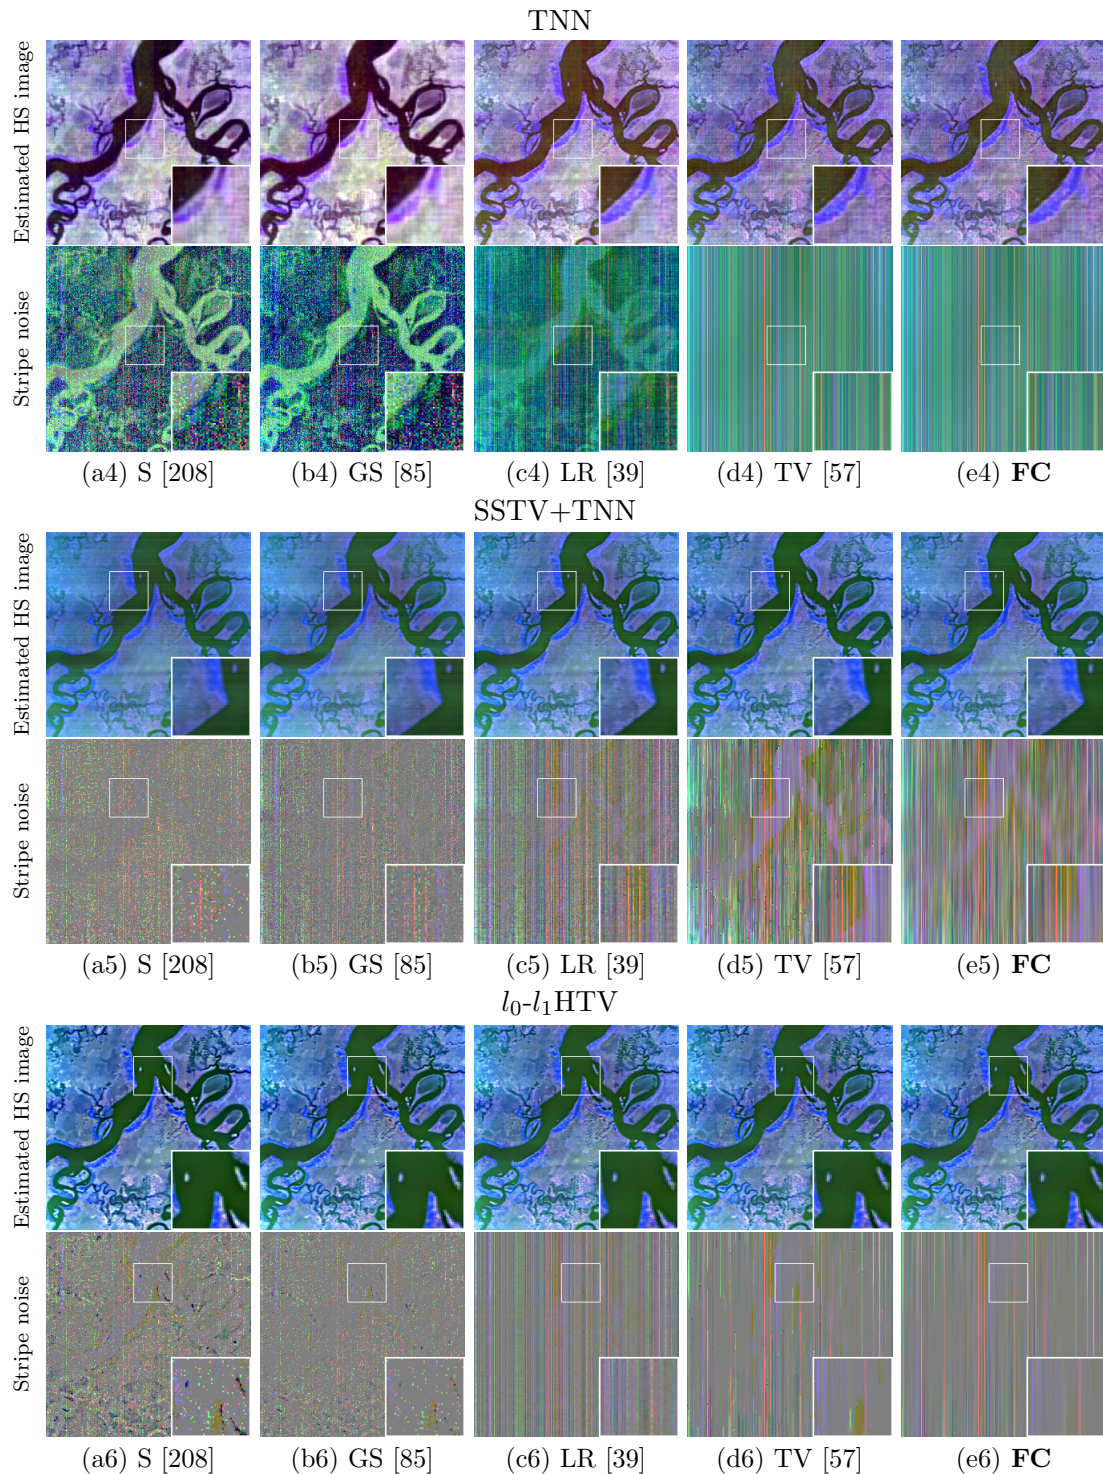 TNN
Estimated HS image
Stripe noise
(a4) S [208]
(b4) GS [85]
(c4) LR [39]
(d4) TV [57]
(e4) FC
SSTV+TNN
Estimated HS image
Stripe noise
(a5) S [208]
(b5) GS [85]
(c5) LR [39]
(d5) TV [57]
(e5) FC
l₀-l₁HTV
Estimated HS image
Stripe noise
(a6) S [208]
(b6) GS [85]
(c6) LR [39]
(d6) TV [57]
(e6) FC